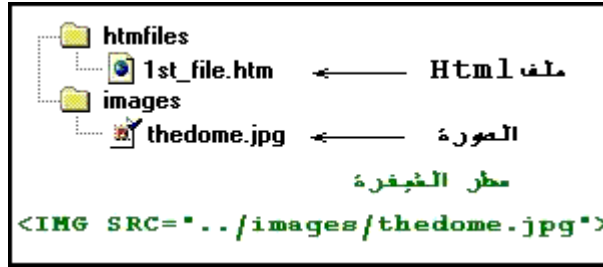 htmfiles
1st_file.htm ملف Html
images
thedome.jpg الصورة
سطر الشيفرة
<IMG SRC="../images/thedome.jpg">